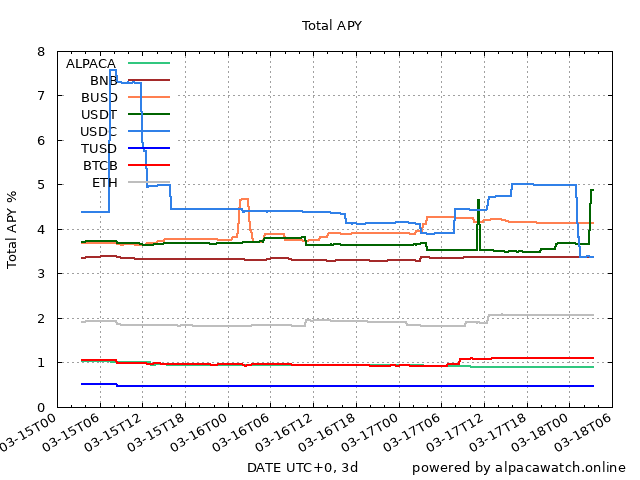 Total APY
Total APY %
8
7
6
5
4
3
2
1
0
ALPACA
BNB
BUSD
USDT
USDC
TUSD
BTCB
ETH
03-15T00
03-15T06
03-15T12
03-15T18
03-16T00
03-16T06
03-16T12
03-16T18
03-17T00
03-17T06
03-17T12
03-17T18
03-18T00
03-18T06
DATE UTC+0, 3d
powered by alpacawatch.online